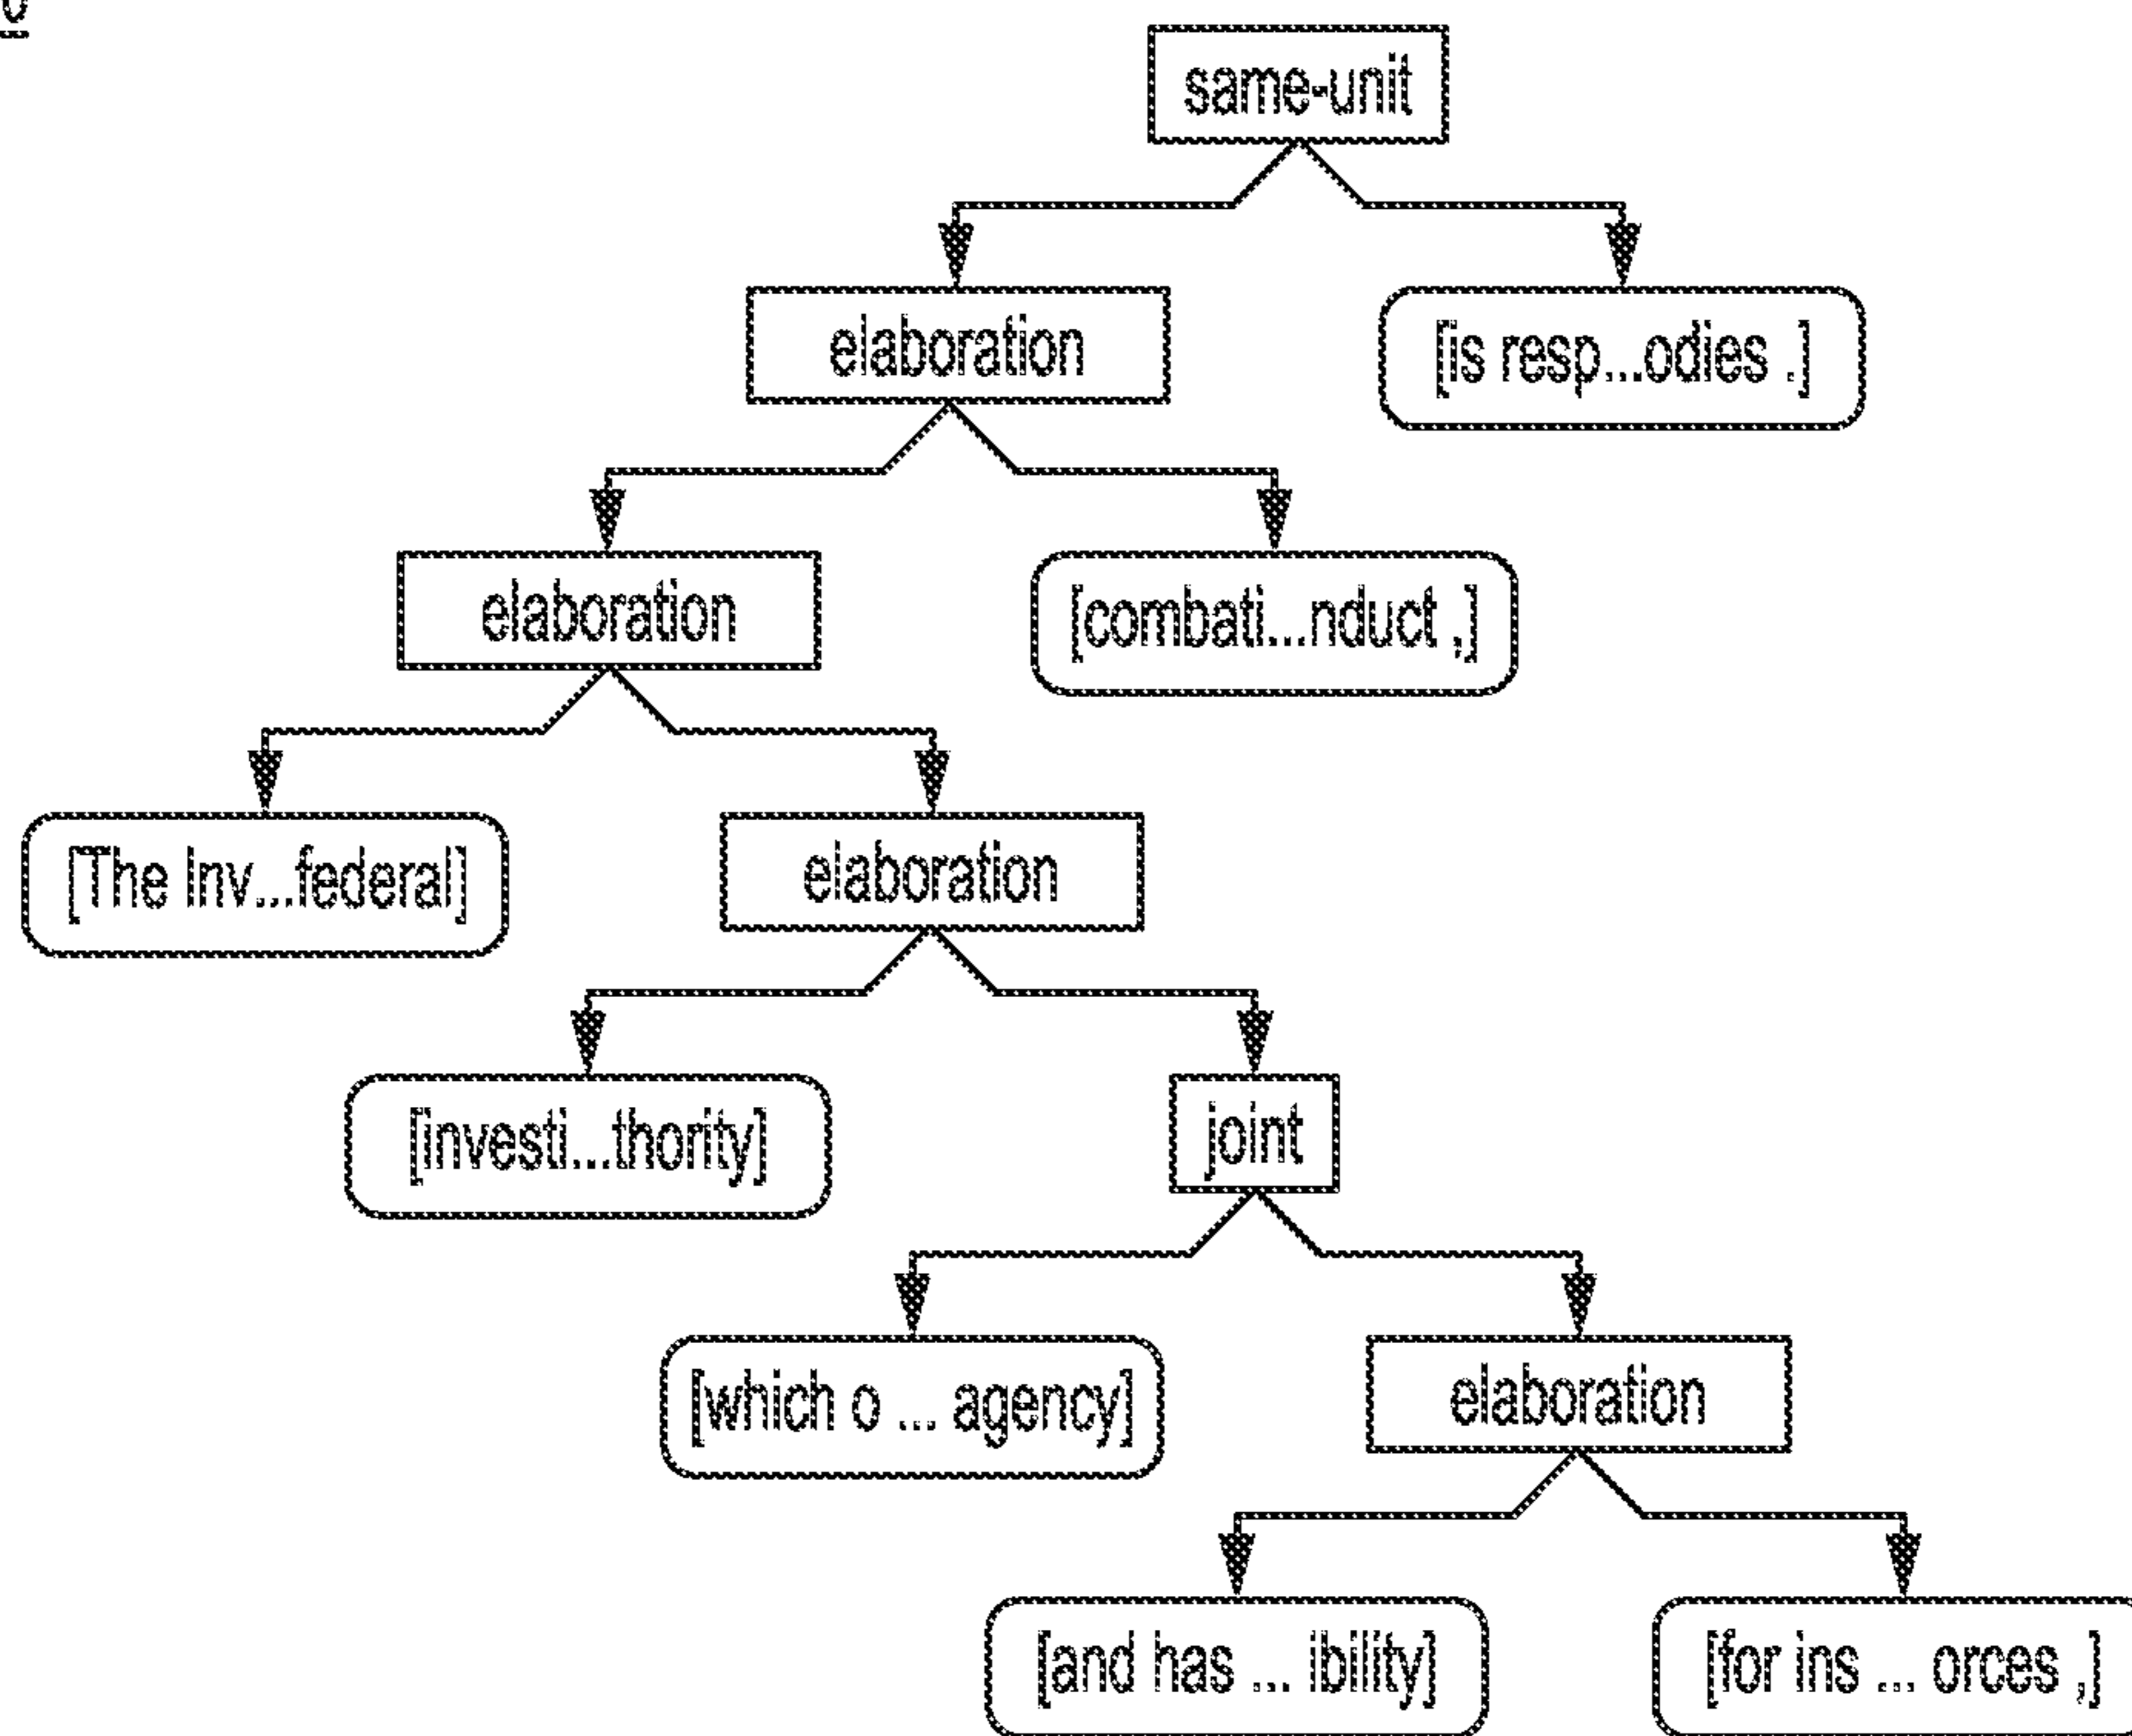 same-unit
elaboration
[is resp...odies .]
elaboration
[combati...nduct ,]
[The Inv...federal]
elaboration
[investi...thority]
joint
[which o ... agency]
elaboration
[and has ... ibility]
[for ins ... orces ,]